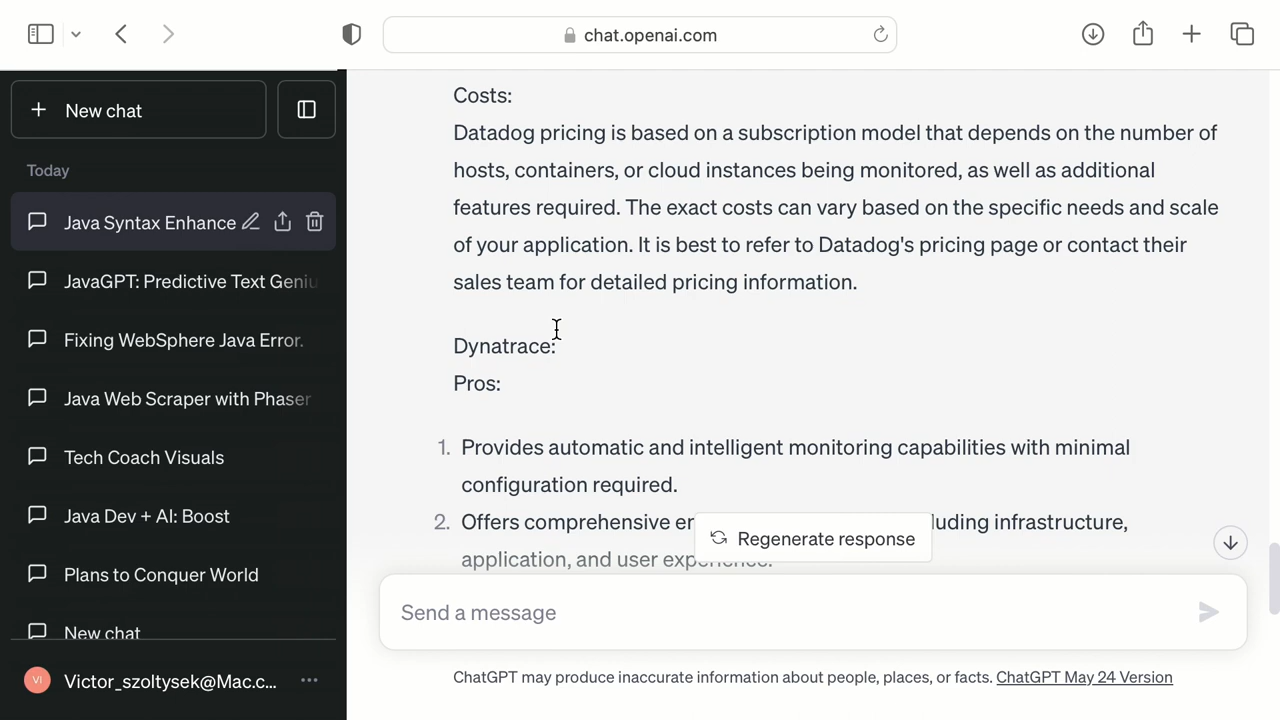 chat.openai.com
New chat
Today
Java Syntax Enhance
JavaGPT: Predictive Text Geniu
Fixing WebSphere Java Error.
Java Web Scraper with Phaser
Tech Coach Visuals
Java Dev + AI: Boost
Plans to Conquer World
New chat
VI
Victor_szoltysek@Mac.c...
Costs:
Datadog pricing is based on a subscription model that depends on the number of
hosts, containers, or cloud instances being monitored, as well as additional
features required. The exact costs can vary based on the specific needs and scale
of your application. It is best to refer to Datadog's pricing page or contact their
sales team for detailed pricing information.
Dynatrace:
Pros:
1. Provides automatic and intelligent monitoring capabilities with minimal
configuration required.
2. Offers comprehensive er luding infrastructure,
application, and user experience.
Regenerate response
Send a message
ChatGPT may produce inaccurate information about people, places, or facts. ChatGPT May 24 Version